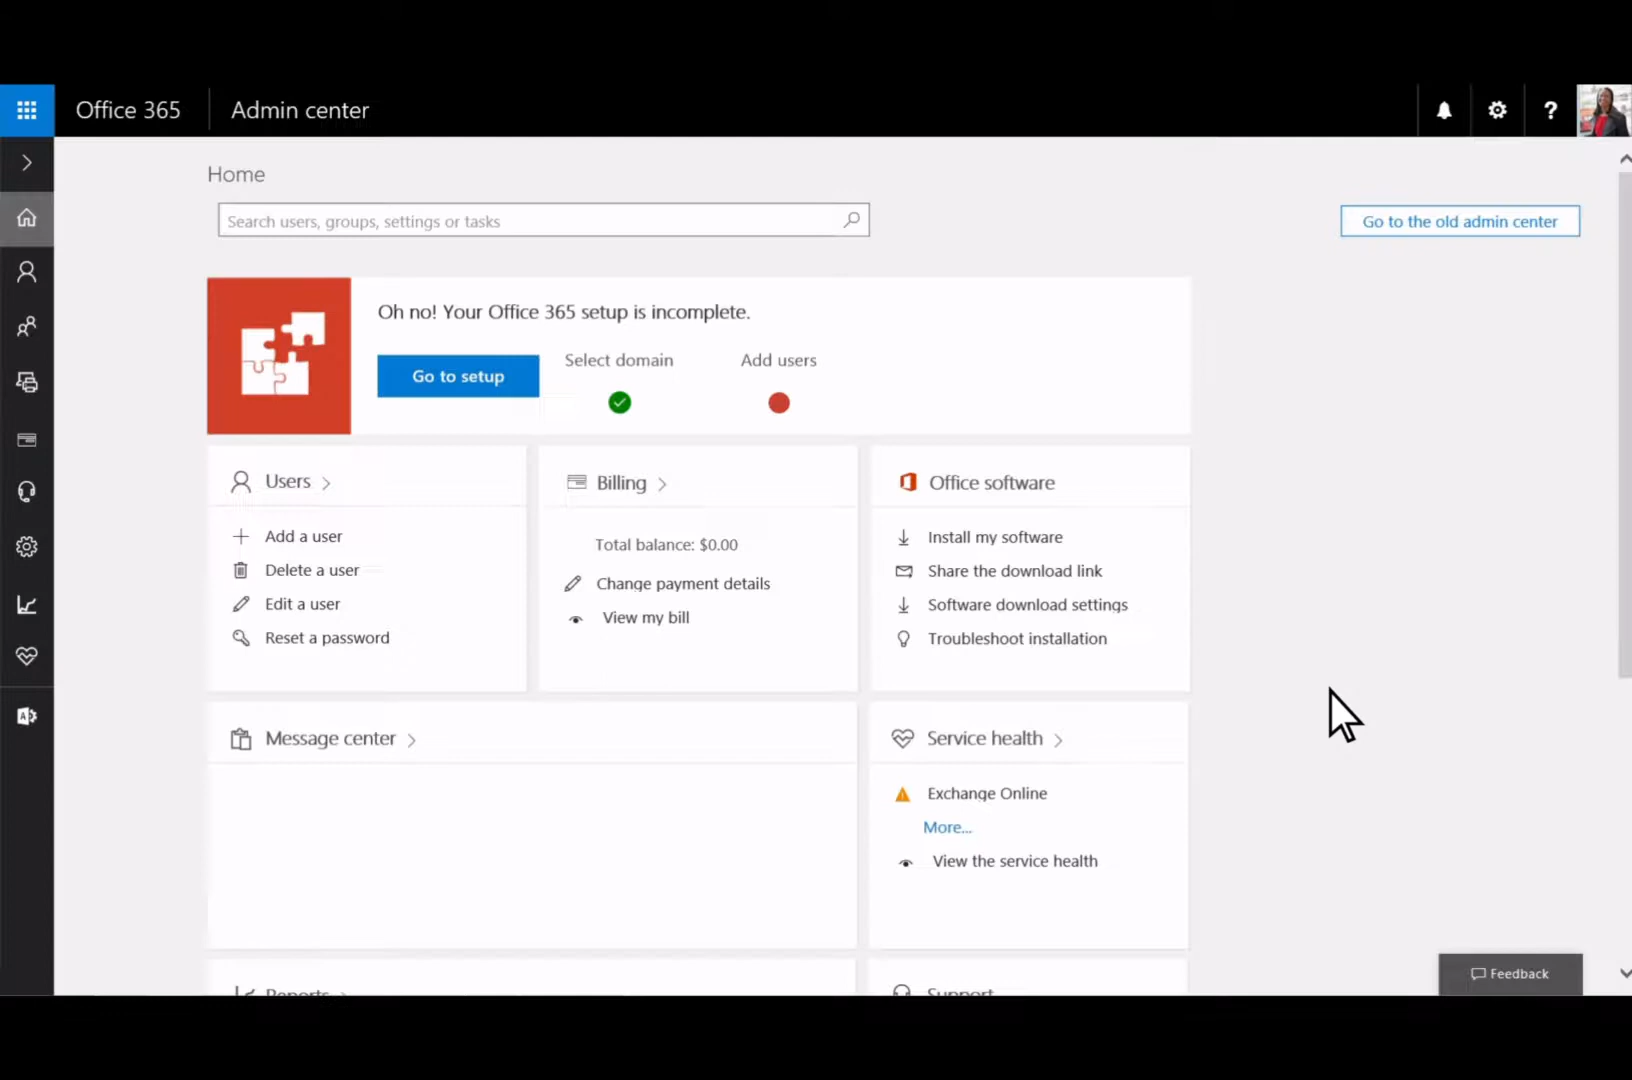 Office 365
Admin center
Home
Search users, groups, settings or tasks
Go to the old admin center
Oh no! Your Office 365 setup is incomplete.
Go to setup
Select domain
Add users
Users
Add a user
Delete a user
Edit a user
Reset a password
Billing
Total balance: $0.00
Change payment details
View my bill
Office software
Install my software
Share the download link
Software download settings
Troubleshoot installation
Message center
Service health
Exchange Online
More...
View the service health
Reports
Support
Feedback